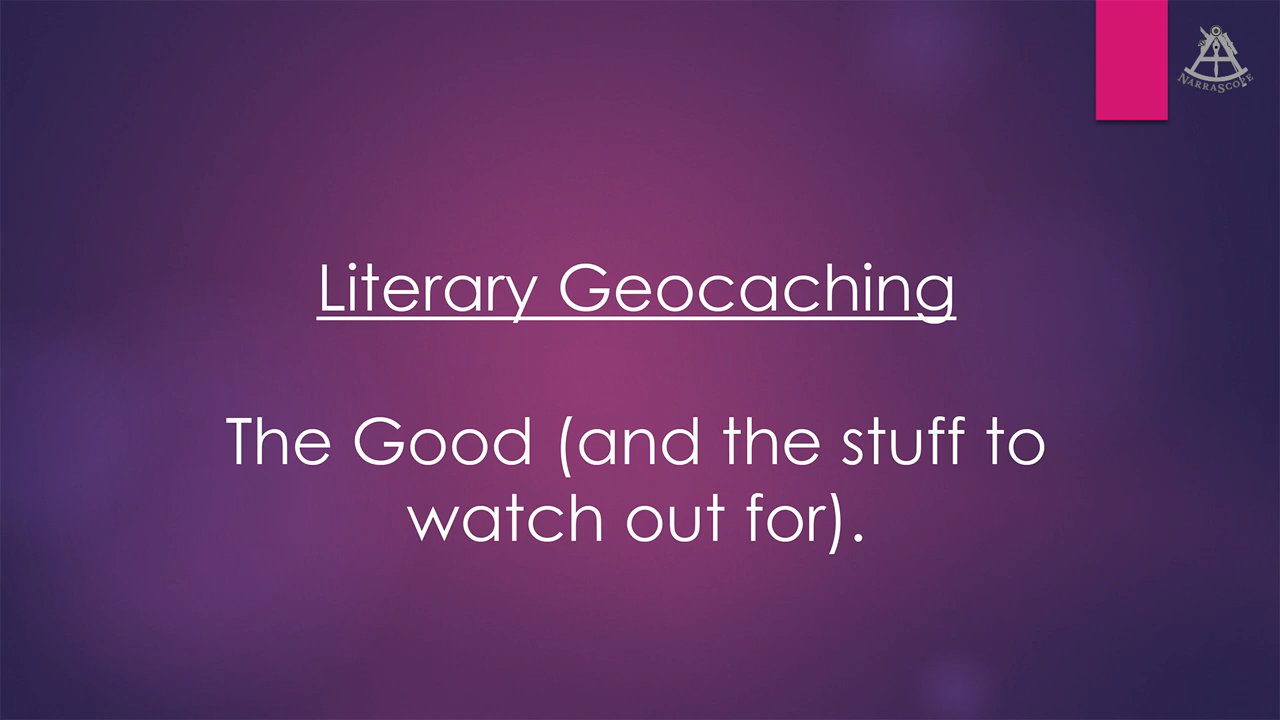 NARRASCOPE
Literary Geocaching
The Good (and the stuff to
watch out for).